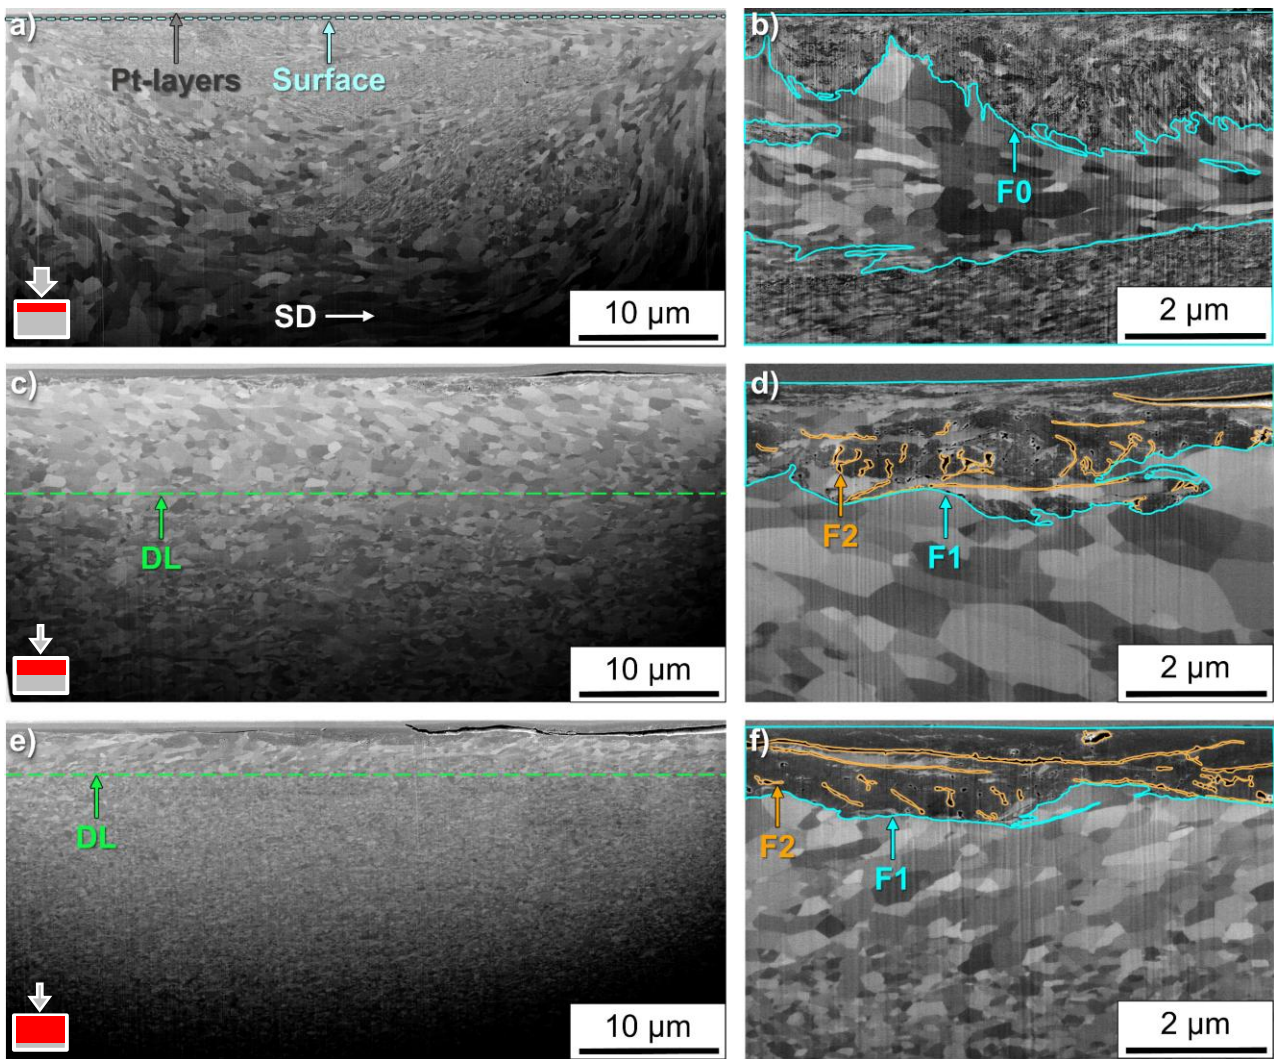 a)
Pt-layers
Surface
SD
10 µm
b)
F0
2 µm
c)
DL
10 µm
d)
F2
F1
2 µm
e)
DL
10 µm
f)
F2
F1
2 µm